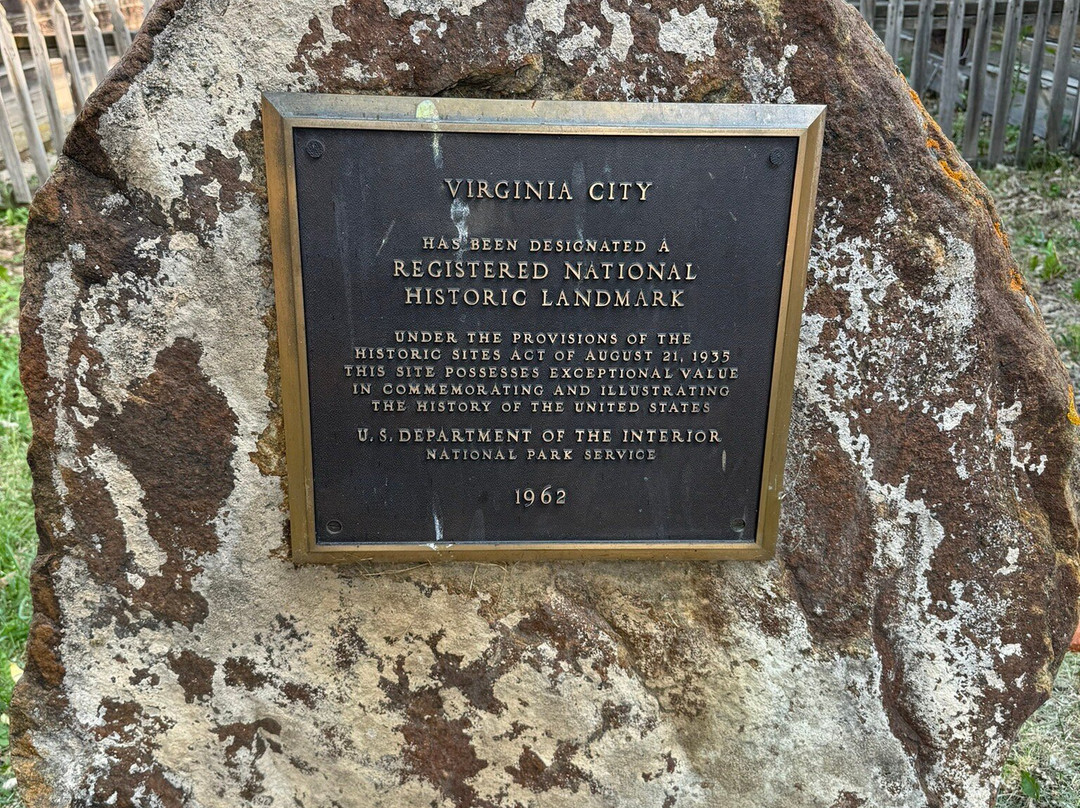 VIRGINIA CITY
HAS BEEN DESIGNATED A
REGISTERED NATIONAL
HISTORIC LANDMARK
UNDER THE PROVISIONS OF THE
HISTORIC SITES ACT OF AUGUST 21, 1935
THIS SITE POSSESSES EXCEPTIONAL VALUE
IN COMMEMORATING AND ILLUSTRATING
THE HISTORY OF THE UNITED STATES
U.S. DEPARTMENT OF THE INTERIOR
NATIONAL PARK SERVICE
1962